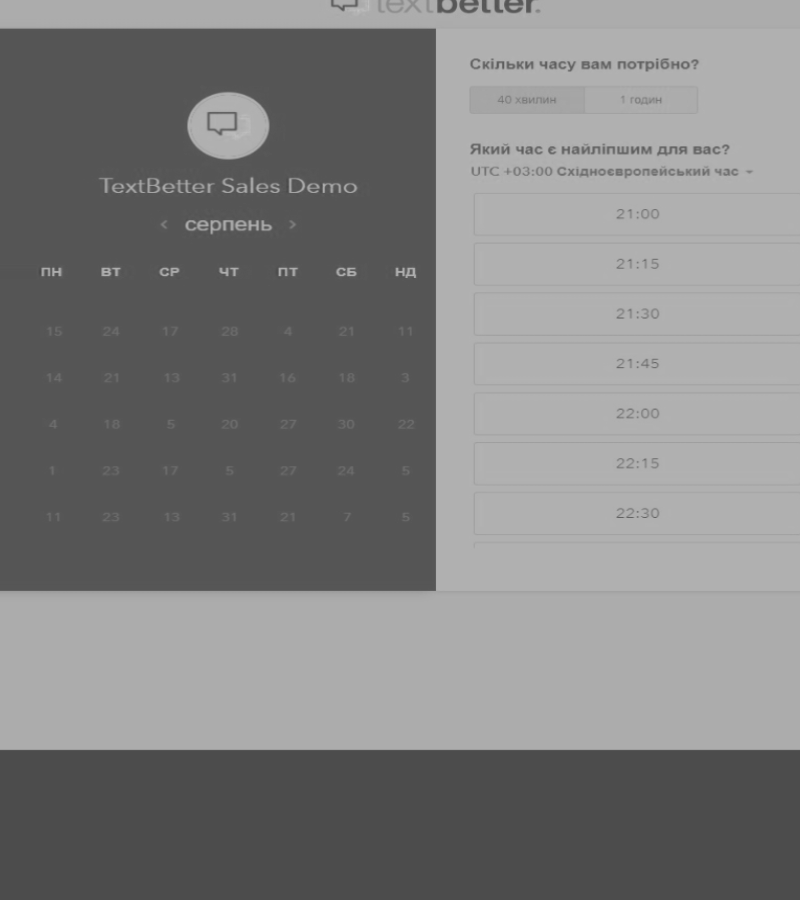 textbetter.
TextBetter Sales Demo
серпень
ПН ВТ СР ЧТ ПТ СБ НД
15 24 17 28 4 21 11
14 21 13 31 16 18 3
4 18 5 20 27 30 22
1 23 17 5 27 24 5
11 23 13 31 21 7 5
Скільки часу вам потрібно?
40 хвилин 1 годин
Який час є найліпшим для вас?
UTC +03:00 Східноєвропейський час
21:00
21:15
21:30
21:45
22:00
22:15
22:30